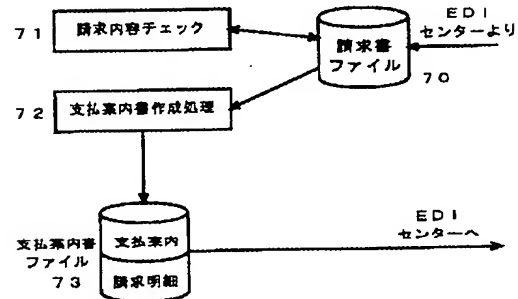 EDI
センターより
71
請求内容チェック
請求書
ファイル
70
72
支払案内書作成処理
支払案内書
ファイル
73
支払案内
請求明細
EDI
センターへ